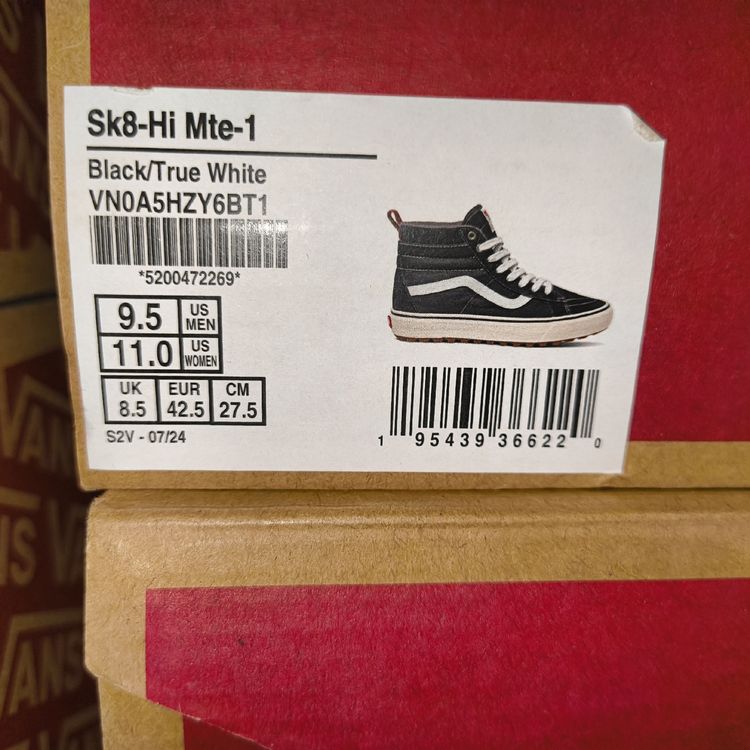 Sk8-Hi Mte-1
Black/True White
VN0A5HZY6BT1
*5200472269*
9.5 US MEN
11.0 US WOMEN
UK 8.5
EUR 42.5
CM 27.5
S2V - 07/24
1 95439 36622 0
VANS